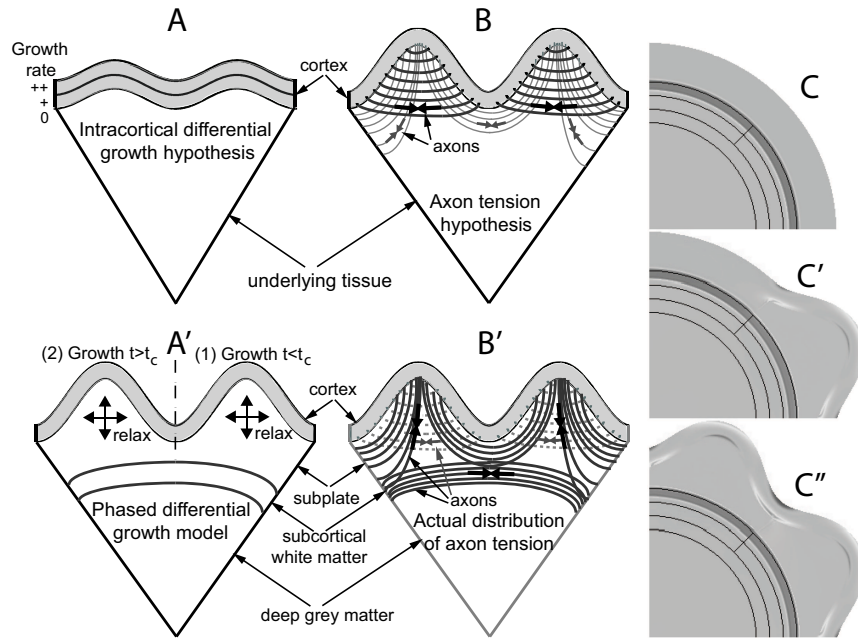 A
B
Growth
rate
++
+
0
cortex
Intracortical differential
growth hypothesis
axons
Axon tension
hypothesis
underlying tissue
C
C′
A′
(2) Growth t>tc
(1) Growth t<tc
relax
relax
B′
cortex
subplate
Phased differential
growth model
subcortical
white matter
axons
Actual distribution
of axon tension
deep grey matter
C″